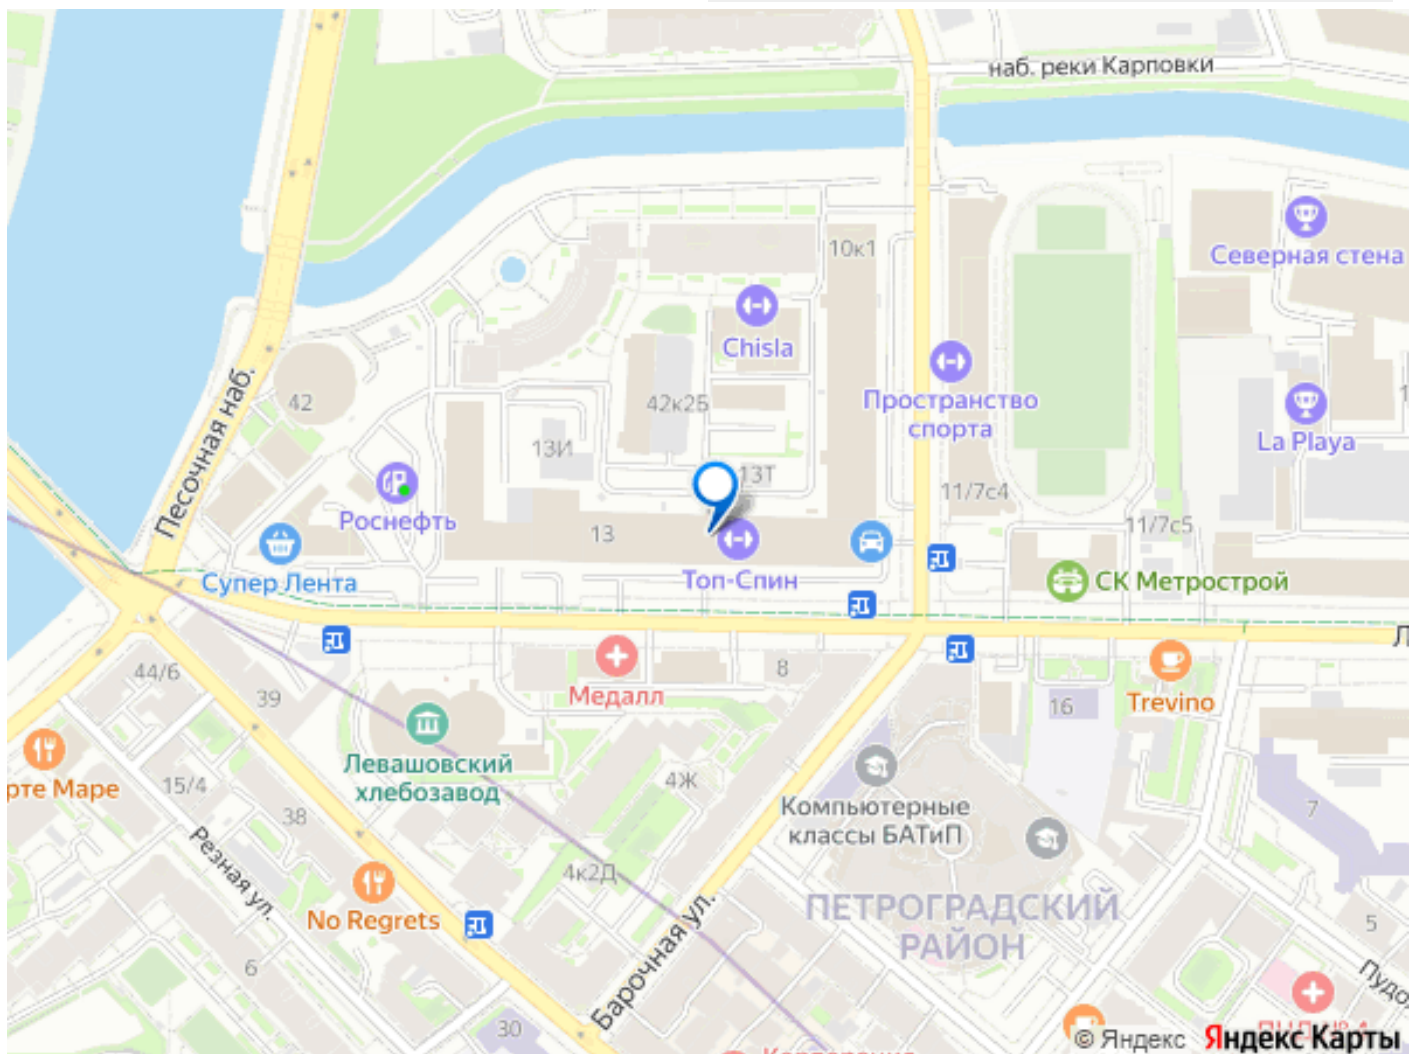 наб. реки Карповки
10к1
Северная стена
Chisla
Песочная наб.
42
42к2Б
Пространство
спорта
La Playa
1
13И
13Т
11/7с4
Роснефть
11/7с5
13
Супер Лента
Топ-Спин
СК Метрострой
Л
44/6
39
Медалл
8
16
Trevino
Левашовский
хлебозавод
рте Маре
15/4
4Ж
38
Компьютерные
классы БАТиП
7
Резная ул.
4к2Д
No Regrets
Барочная ул.
ПЕТРОГРАДСКИЙ
РАЙОН
5
6
Пудо
30
© Яндекс Яндекс Карты